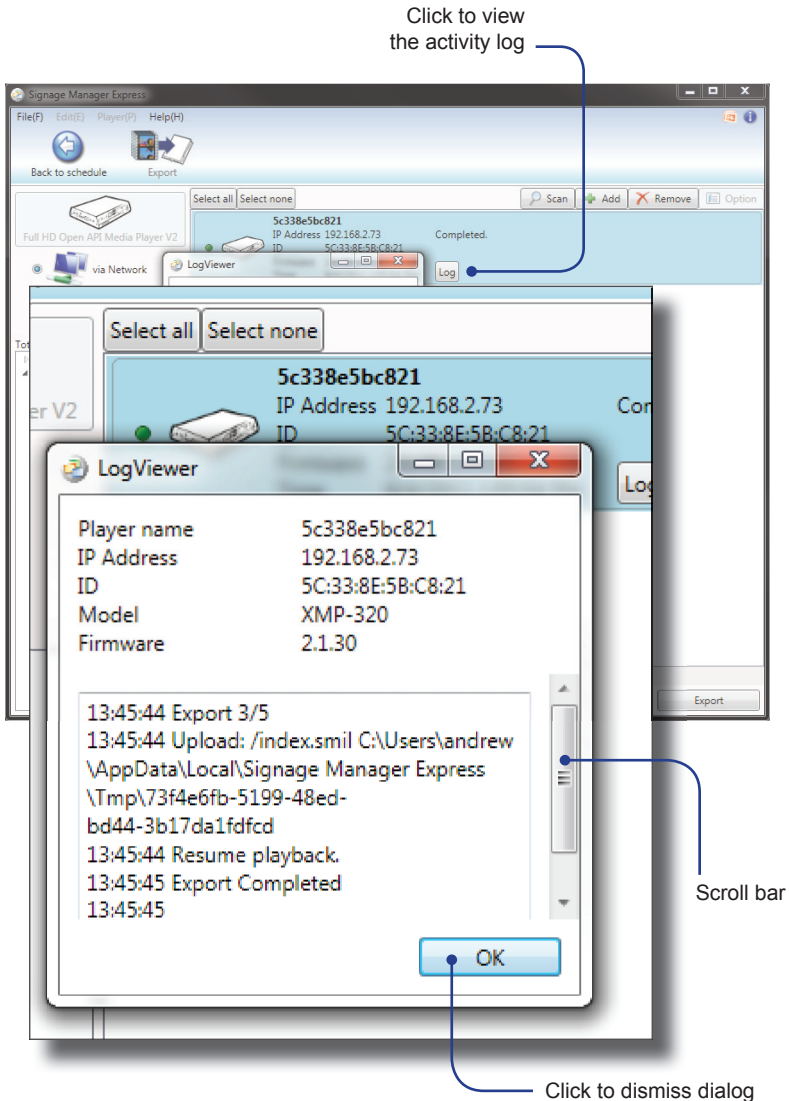 Click to view
the activity log
Signage Manager Express
File(F) Edit(E) Player(P) Help(H)
Back to schedule Export
Select all Select none Scan Add Remove Option
Full HD Open API Media Player V2
5c338e5bc821
IP Address 192.168.2.73 Completed.
ID 5C:33:8E:5B:C8:21
via Network
LogViewer
Log
Tot
Select all Select none
er V2
5c338e5bc821
IP Address 192.168.2.73 Cor
ID 5C:33:8E:5B:C8:21
Firmware
Log
LogViewer
Player name 5c338e5bc821
IP Address 192.168.2.73
ID 5C:33:8E:5B:C8:21
Model XMP-320
Firmware 2.1.30
13:45:44 Export 3/5
13:45:44 Upload: /index.smil C:\Users\andrew
\AppData\Local\Signage Manager Express
\Tmp\73f4e6fb-5199-48ed-
bd44-3b17da1fdfcd
13:45:44 Resume playback.
13:45:45 Export Completed
13:45:45
OK
Export
Scroll bar
Click to dismiss dialog